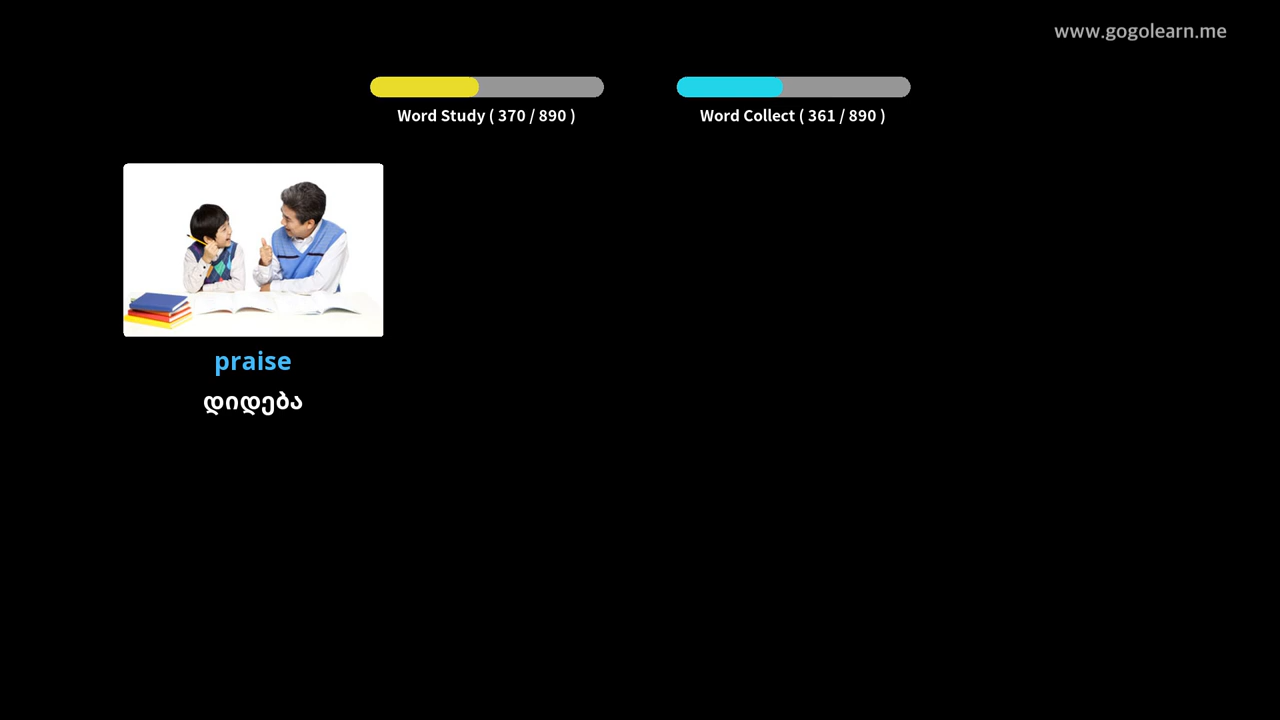 www.gogolearn.me
Word Study ( 370 / 890 )
Word Collect ( 361 / 890 )
praise
დიდება